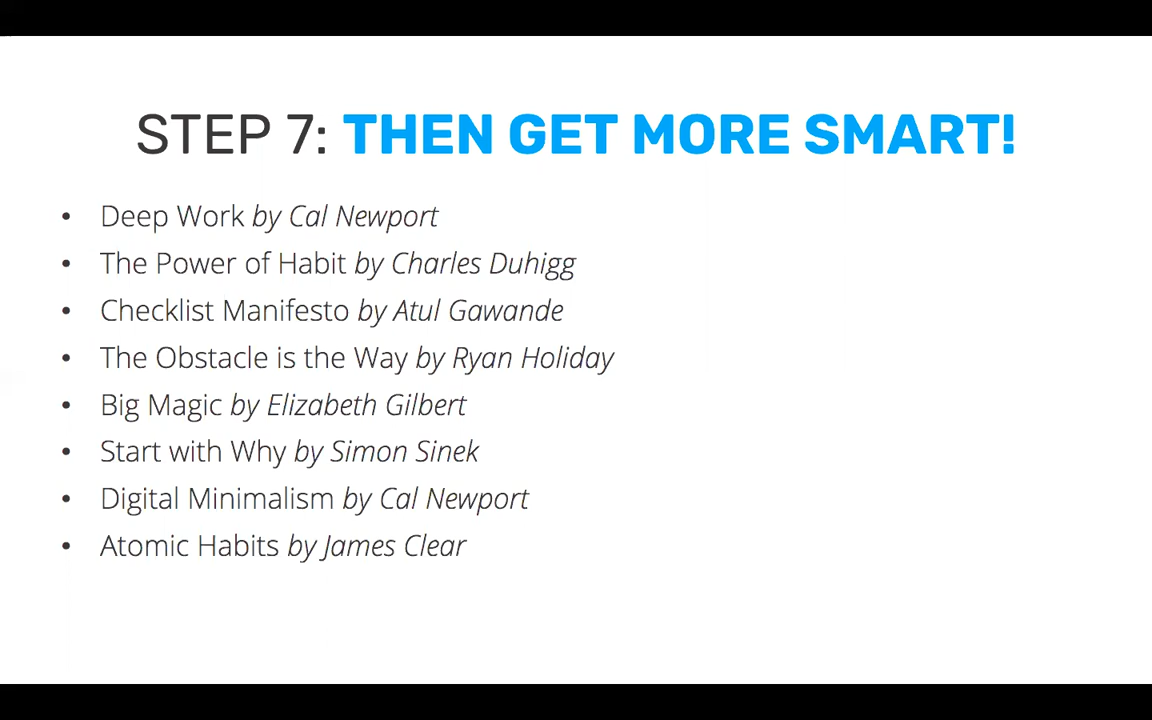 STEP 7: THEN GET MORE SMART!
• Deep Work by Cal Newport
• The Power of Habit by Charles Duhigg
• Checklist Manifesto by Atul Gawande
• The Obstacle is the Way by Ryan Holiday
• Big Magic by Elizabeth Gilbert
• Start with Why by Simon Sinek
• Digital Minimalism by Cal Newport
• Atomic Habits by James Clear